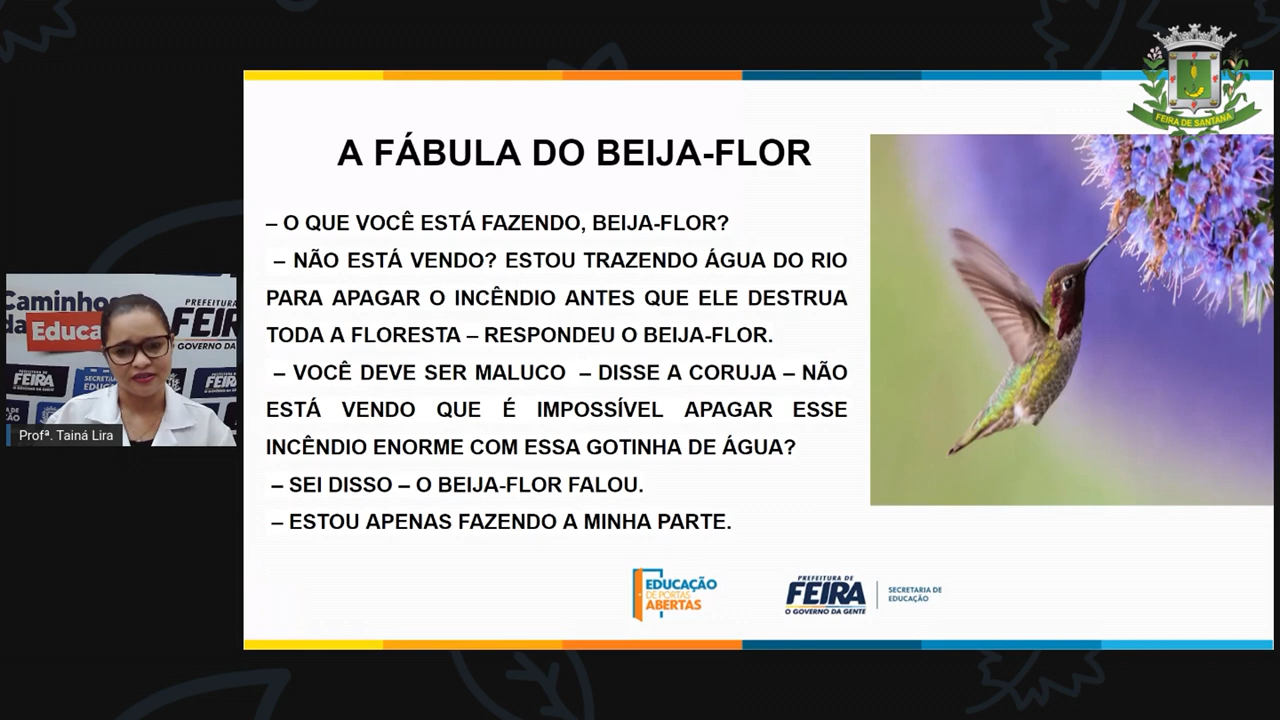 FEIRA DE SANTANA
A FÁBULA DO BEIJA-FLOR
– O QUE VOCÊ ESTÁ FAZENDO, BEIJA-FLOR?
– NÃO ESTÁ VENDO? ESTOU TRAZENDO ÁGUA DO RIO
PARA APAGAR O INCÊNDIO ANTES QUE ELE DESTRUA
TODA A FLORESTA – RESPONDEU O BEIJA-FLOR.
– VOCÊ DEVE SER MALUCO – DISSE A CORUJA – NÃO
ESTÁ VENDO QUE É IMPOSSÍVEL APAGAR ESSE
INCÊNDIO ENORME COM ESSA GOTINHA DE ÁGUA?
– SEI DISSO – O BEIJA-FLOR FALOU.
– ESTOU APENAS FAZENDO A MINHA PARTE.
Caminhos
da Educa
PREFEITURA
FEIR
O GOVERNO DA GENTE
FEIRA
SECRETARIA
EDUCA
FEIRA
Profª. Tainá Lira
EDUCAÇÃO
DE PORTAS
ABERTAS
PREFEITURA DE
FEIRA
O GOVERNO DA GENTE
SECRETARIA DE
EDUCAÇÃO